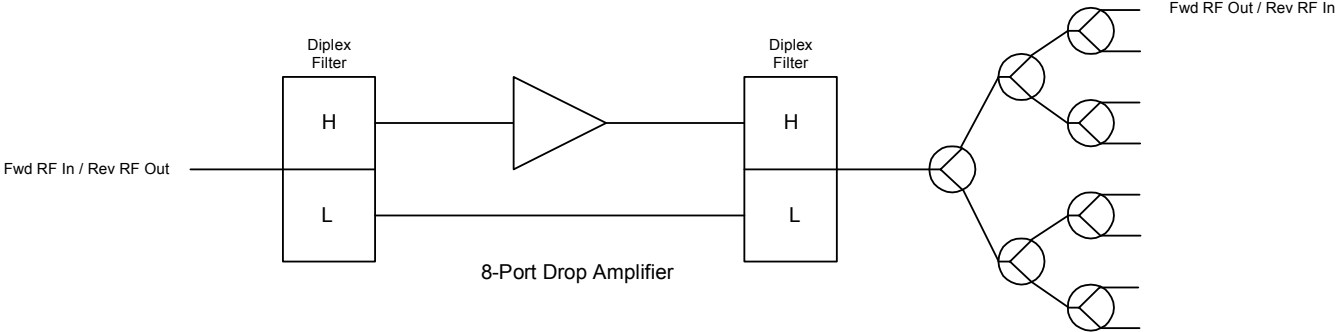 Fwd RF Out / Rev RF In
Diplex
Filter
Diplex
Filter
H
H
Fwd RF In / Rev RF Out
L
L
8-Port Drop Amplifier